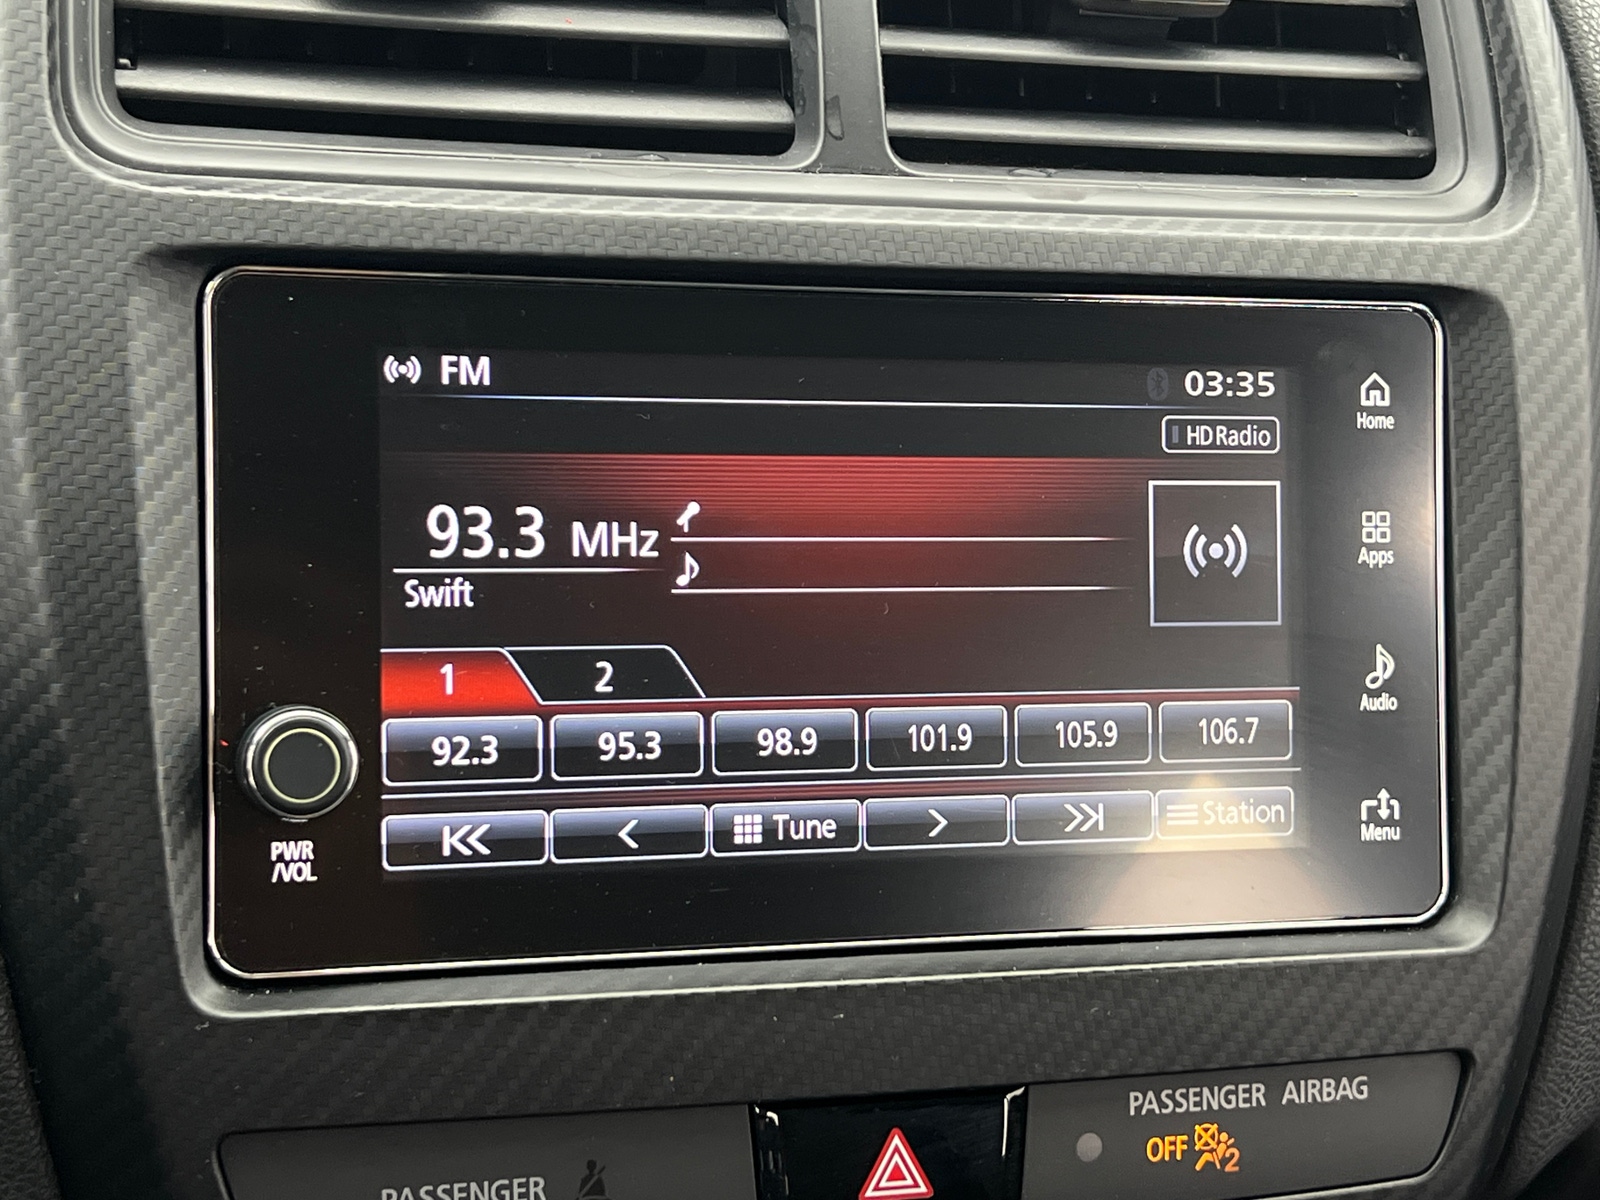 FM
03:35
HD Radio
93.3 MHz
Swift
1 2
92.3 95.3 98.9 101.9 105.9 106.7
Tune Station
Home
Apps
Audio
Menu
PWR
/VOL
PASSENGER AIRBAG
OFF 2
PASSENGER